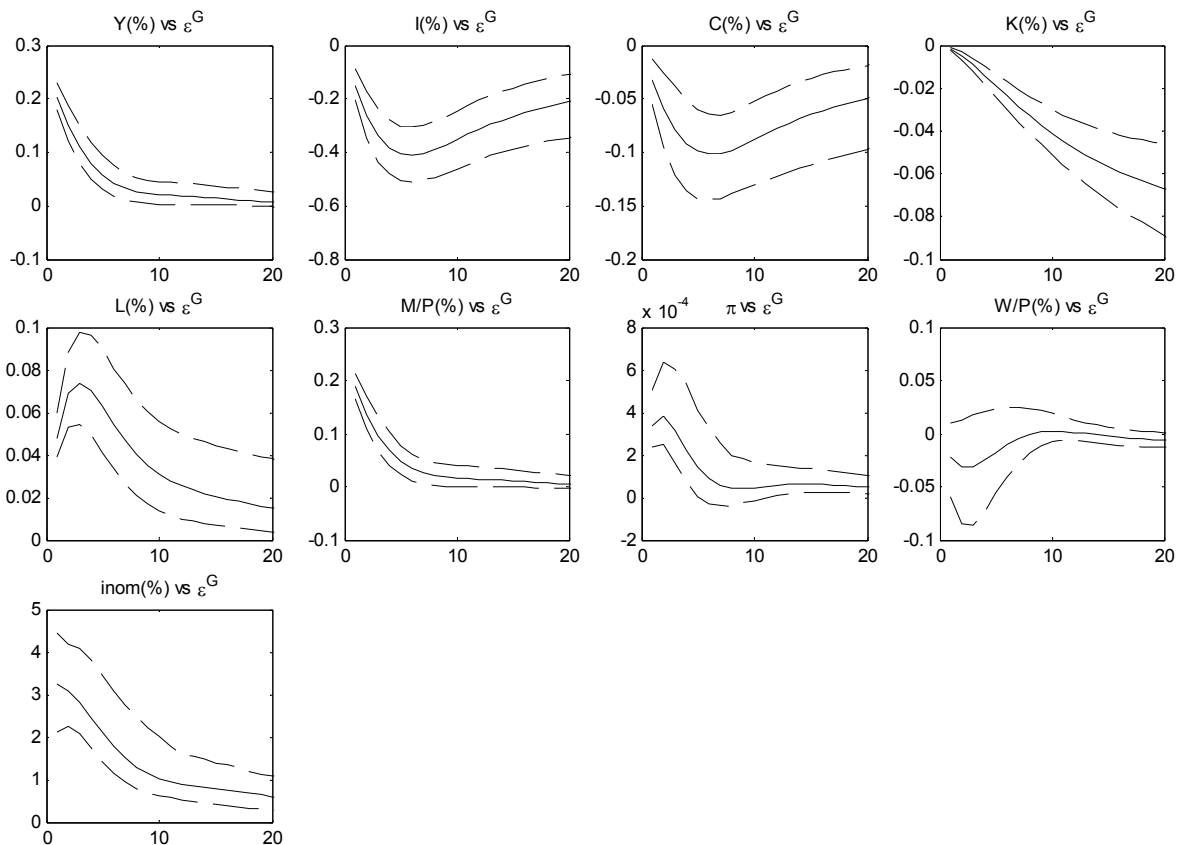 Y(%) vs ε^G
I(%) vs ε^G
C(%) vs ε^G
K(%) vs ε^G
0.3
0.2
0.1
0
-0.1
0 10 20
0
-0.2
-0.4
-0.6
-0.8
0 10 20
0
-0.05
-0.1
-0.15
-0.2
0 10 20
0
-0.02
-0.04
-0.06
-0.08
-0.1
0 10 20
L(%) vs ε^G
M/P(%) vs ε^G
x 10^-4
π vs ε^G
W/P(%) vs ε^G
0.1
0.08
0.06
0.04
0.02
0
0 10 20
0.3
0.2
0.1
0
-0.1
0 10 20
8
6
4
2
0
-2
0 10 20
0.1
0.05
0
-0.05
-0.1
0 10 20
inom(%) vs ε^G
5
4
3
2
1
0
0 10 20